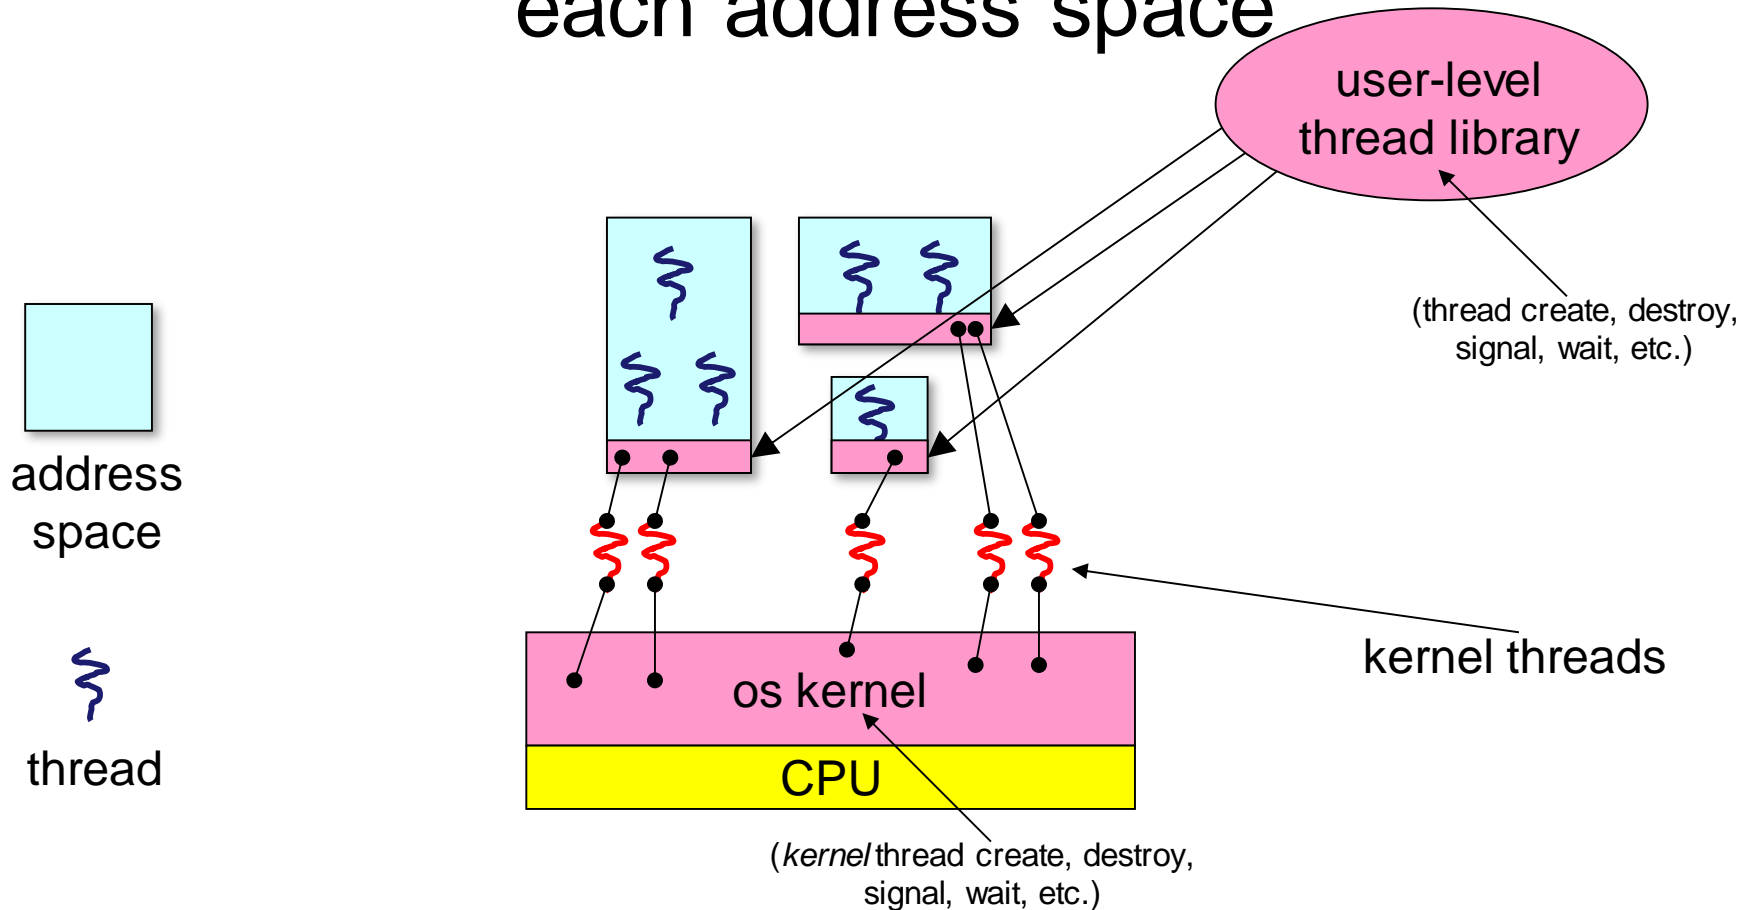 each address space
user-level
thread library
(thread create, destroy,
signal, wait, etc.)
address
space
thread
kernel threads
os kernel
CPU
(kernel thread create, destroy,
signal, wait, etc.)